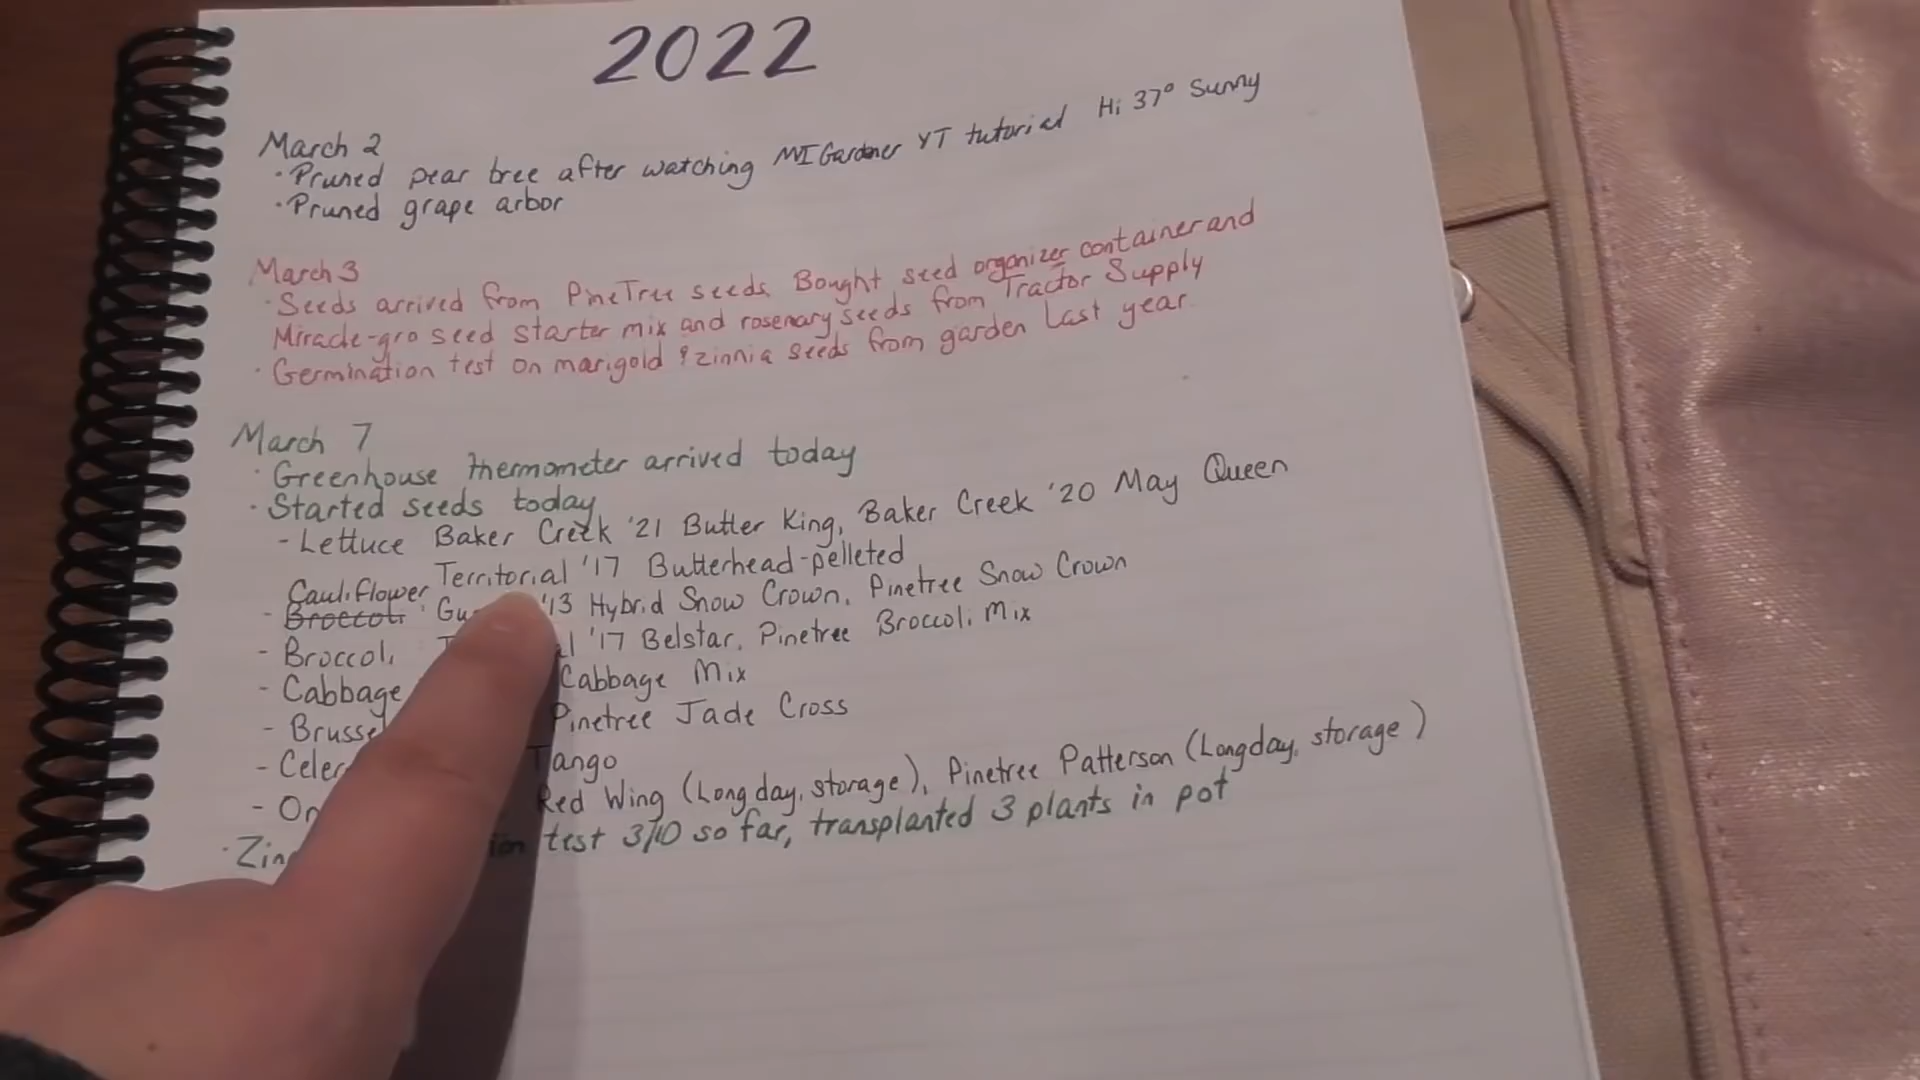 2022
March 2
· Pruned pear tree after watching MIGardner YT tutorial Hi 37° Sunny
· Pruned grape arbor
March 3
· Seeds arrived from PineTree seeds. Bought seed organizer container and
Miracle-gro seed starter mix and rosemary seeds from Tractor Supply
· Germination test on marigold & zinnia seeds from garden last year.
March 7
· Greenhouse thermometer arrived today
· Started seeds today
- Lettuce Baker Creek '21 Butter King, Baker Creek '20 May Queen
Territorial '17 Butterhead-pelleted
Cauliflower
- Broccoli '13 Hybrid Snow Crown, Pinetree Snow Crown
- Broccoli '17 Belstar, Pinetree Broccoli Mix
- Cabbage Cabbage Mix
- Pinetree Jade Cross
- Tango
- Red Wing (Long day, storage), Pinetree Patterson (Long day, storage)
· test 3/10 so far, transplanted 3 plants in pot